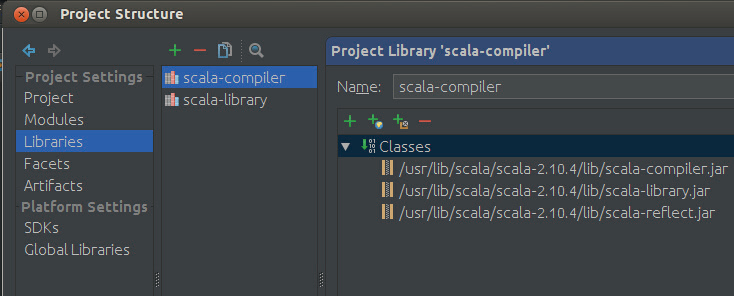 Project Structure
Project Settings
Project
Modules
Libraries
Facets
Artifacts
Platform Settings
SDKs
Global Libraries
scala-compiler
scala-library
Project Library 'scala-compiler'
Name: scala-compiler
Classes
/usr/lib/scala/scala-2.10.4/lib/scala-compiler.jar
/usr/lib/scala/scala-2.10.4/lib/scala-library.jar
/usr/lib/scala/scala-2.10.4/lib/scala-reflect.jar